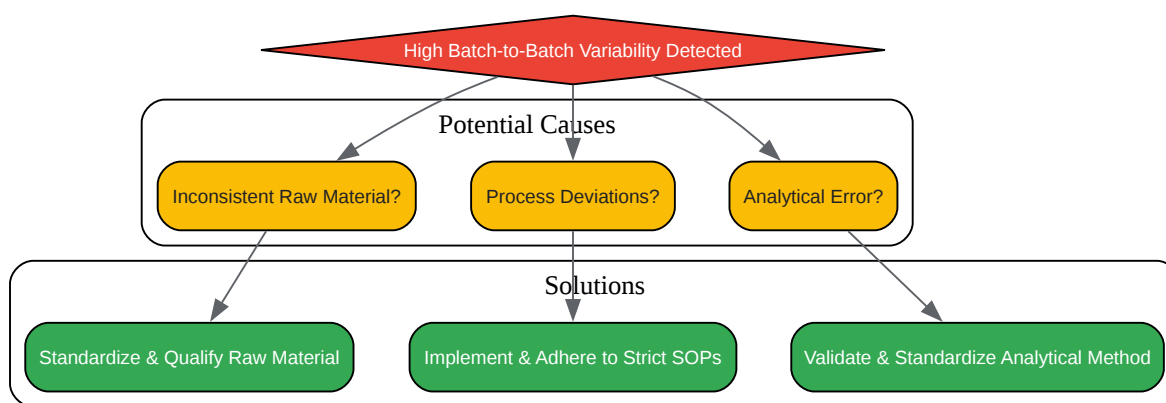 High Batch-to-Batch Variability Detected
Potential Causes
Inconsistent Raw Material?
Process Deviations?
Analytical Error?
Solutions
Standardize & Qualify Raw Material
Implement & Adhere to Strict SOPs
Validate & Standardize Analytical Method